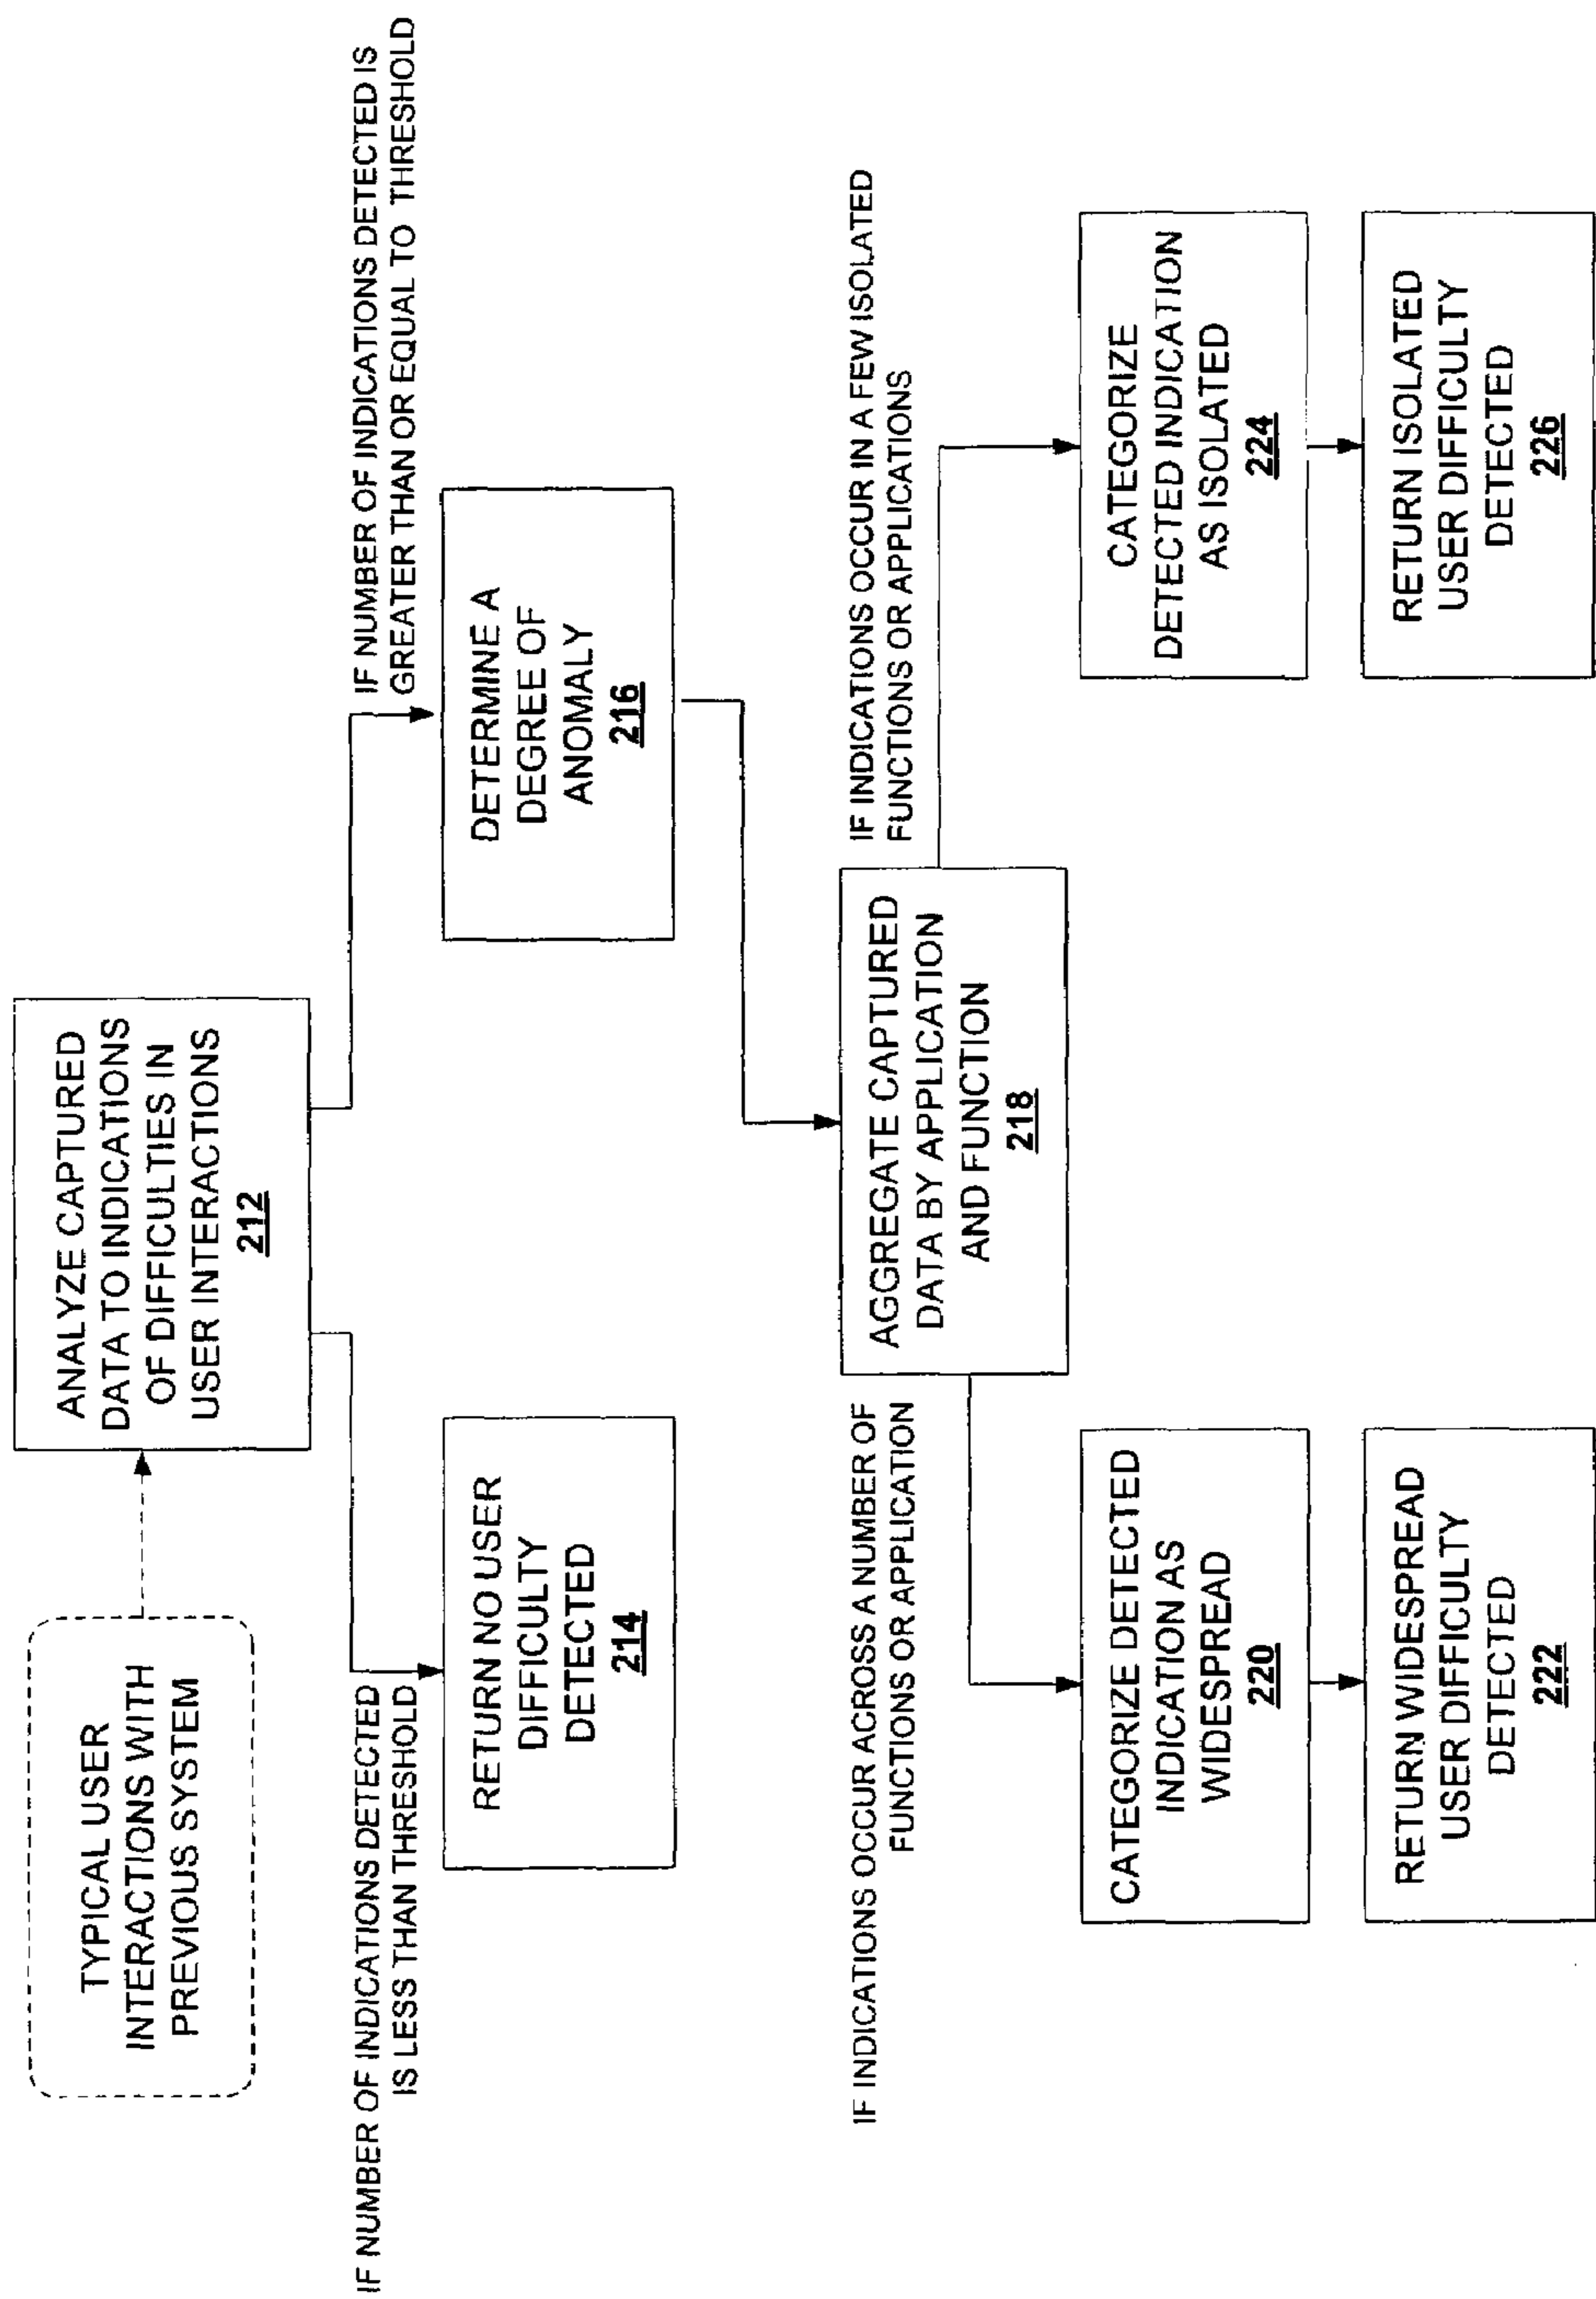 TYPICAL USER
INTERACTIONS WITH
PREVIOUS SYSTEM
ANALYZE CAPTURED
DATA TO INDICATIONS
OF DIFFICULTIES IN
USER INTERACTIONS
212
IF NUMBER OF INDICATIONS DETECTED
IS LESS THAN THRESHOLD
IF NUMBER OF INDICATIONS DETECTED IS
GREATER THAN OR EQUAL TO THRESHOLD
RETURN NO USER
DIFFICULTY
DETECTED
214
DETERMINE A
DEGREE OF
ANOMALY
216
IF INDICATIONS OCCUR ACROSS A NUMBER OF
FUNCTIONS OR APPLICATION
AGGREGATE CAPTURED
DATA BY APPLICATION
AND FUNCTION
218
IF INDICATIONS OCCUR IN A FEW ISOLATED
FUNCTIONS OR APPLICATIONS
CATEGORIZE DETECTED
INDICATION AS
WIDESPREAD
220
CATEGORIZE
DETECTED INDICATION
AS ISOLATED
224
RETURN WIDESPREAD
USER DIFFICULTY
DETECTED
222
RETURN ISOLATED
USER DIFFICULTY
DETECTED
226